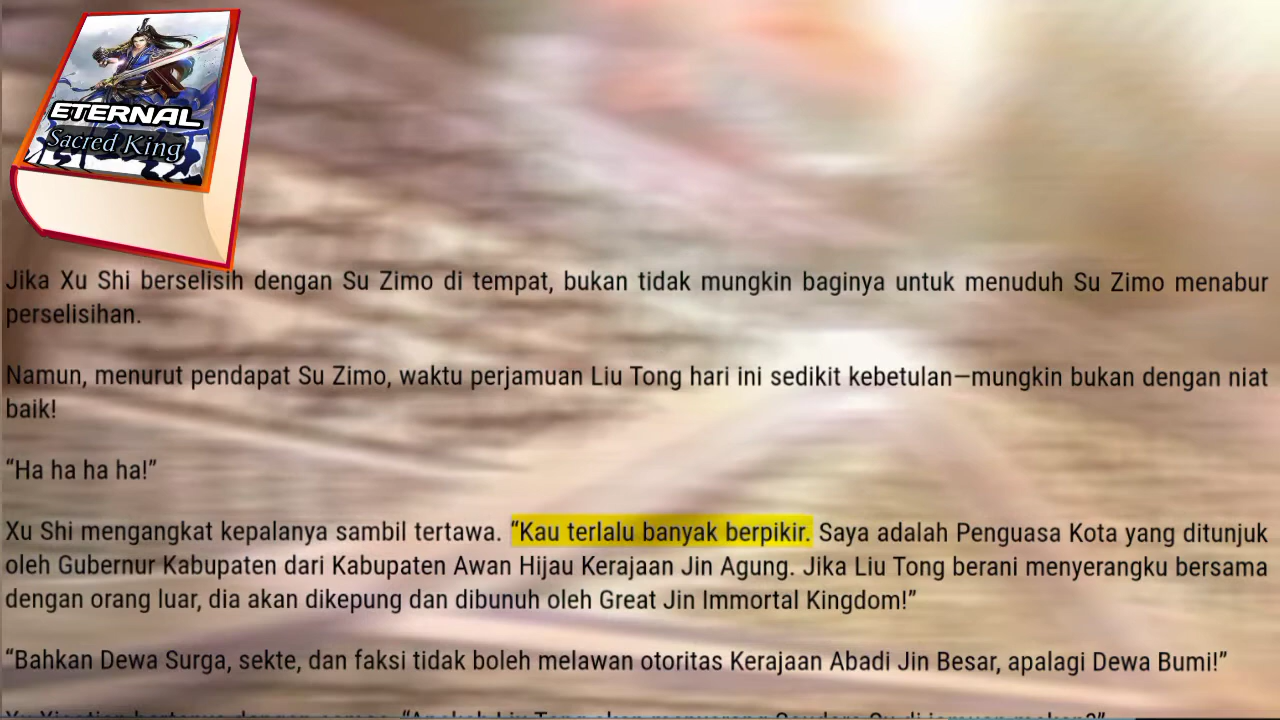 ETERNAL
Sacred King
Jika Xu Shi berselisih dengan Su Zimo di tempat, bukan tidak mungkin baginya untuk menuduh Su Zimo menabur
perselisihan.
Namun, menurut pendapat Su Zimo, waktu perjamuan Liu Tong hari ini sedikit kebetulan—mungkin bukan dengan niat
baik!
“Ha ha ha ha!”
Xu Shi mengangkat kepalanya sambil tertawa. “Kau terlalu banyak berpikir. Saya adalah Penguasa Kota yang ditunjuk
oleh Gubernur Kabupaten dari Kabupaten Awan Hijau Kerajaan Jin Agung. Jika Liu Tong berani menyerangku bersama
dengan orang luar, dia akan dikepung dan dibunuh oleh Great Jin Immortal Kingdom!”
“Bahkan Dewa Surga, sekte, dan faksi tidak boleh melawan otoritas Kerajaan Abadi Jin Besar, apalagi Dewa Bumi!”